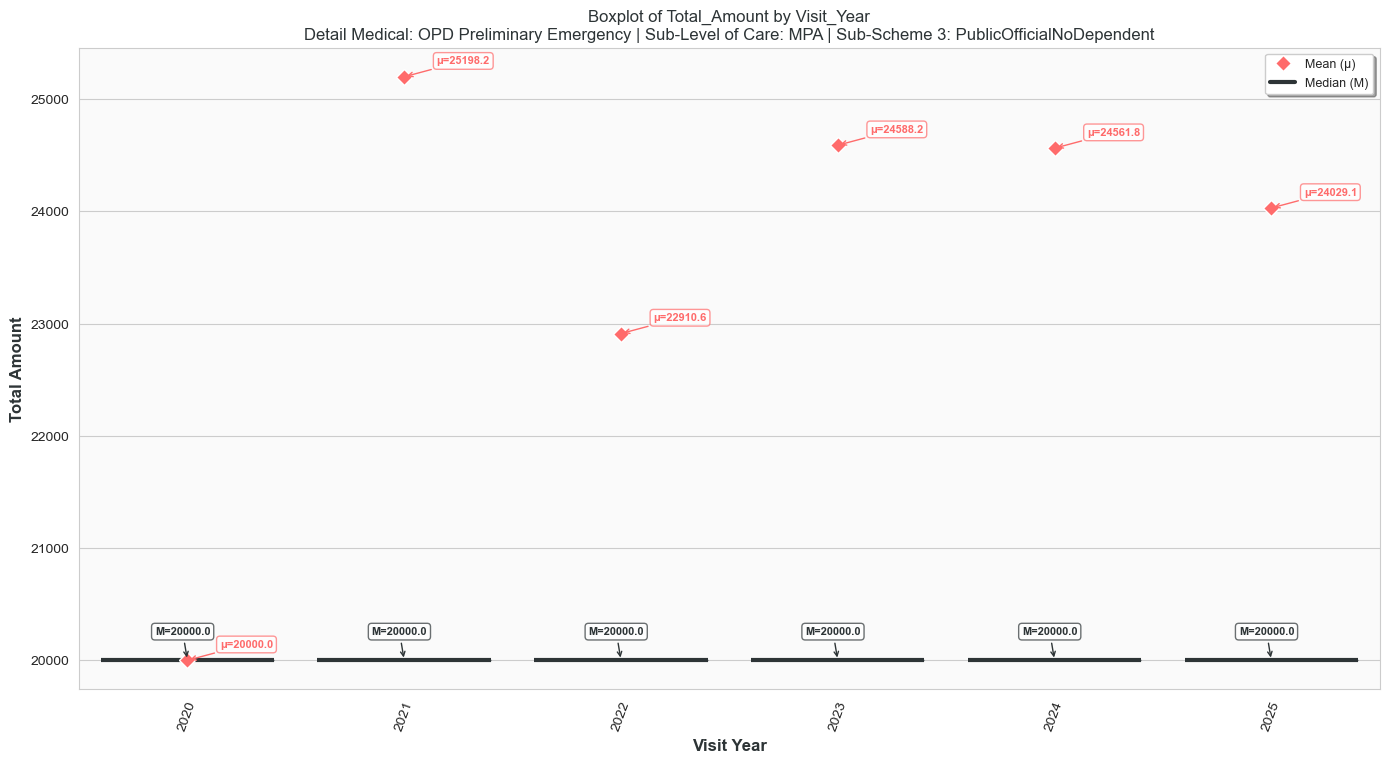 Boxplot of Total_Amount by Visit_Year
Detail Medical: OPD Preliminary Emergency | Sub-Level of Care: MPA | Sub-Scheme 3: PublicOfficialNoDependent
Mean (μ)
Median (M)
μ=25198.2
μ=24588.2
μ=24561.8
μ=24029.1
μ=22910.6
M=20000.0
M=20000.0
M=20000.0
M=20000.0
M=20000.0
M=20000.0
μ=20000.0
25000
24000
23000
22000
21000
20000
Total Amount
2020
2021
2022
2023
2024
2025
Visit Year